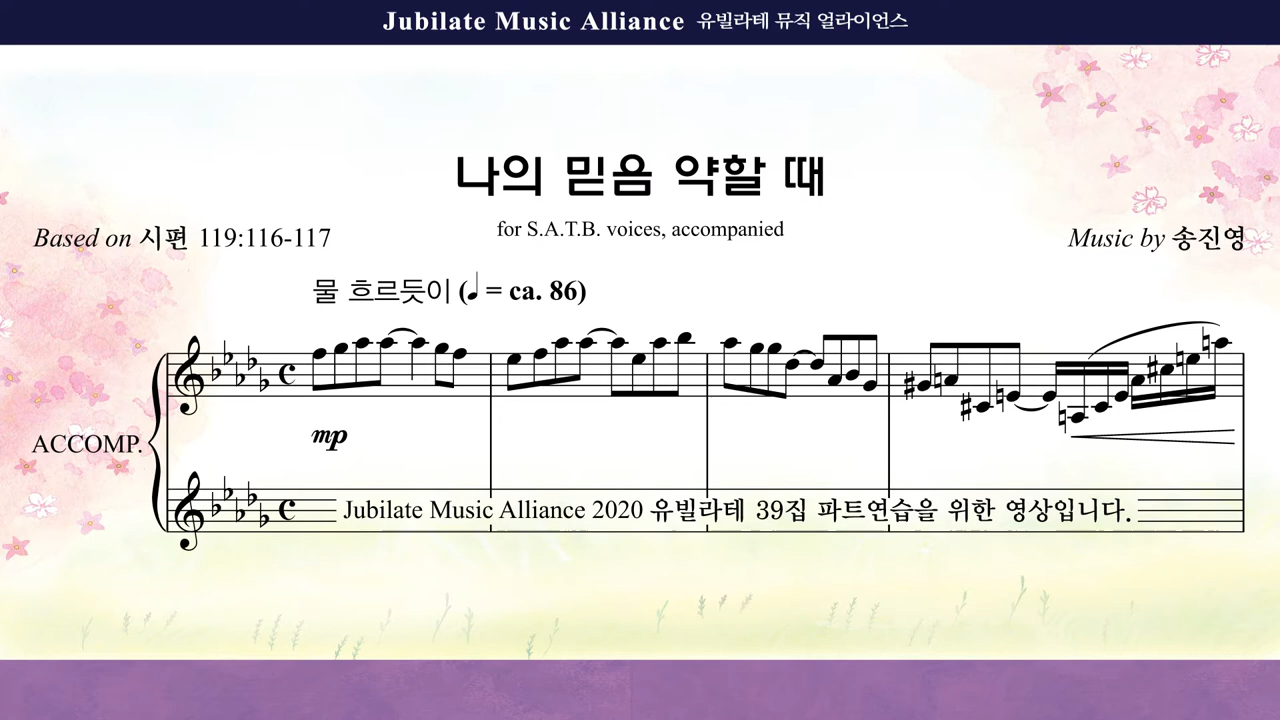 Jubilate Music Alliance 유빌라테 뮤직 얼라이언스
나의 믿음 약할 때
for S.A.T.B. voices, accompanied
Based on 시편 119:116-117
Music by 송진영
물 흐르듯이 (♩ = ca. 86)
mp
ACCOMP.
Jubilate Music Alliance 2020 유빌라테 39집 파트연습을 위한 영상입니다.